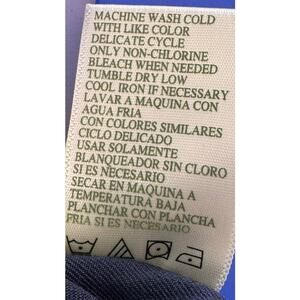 MACHINE WASH COLD
WITH LIKE COLOR
DELICATE CYCLE
ONLY NON-CHLORINE
BLEACH WHEN NEEDED
TUMBLE DRY LOW
COOL IRON IF NECESSARY
LAVAR A MAQUINA CON
AGUA FRIA
CON COLORES SIMILARES
CICLO DELICADO
USAR SOLAMENTE
BLANQUEADOR SIN CLORO
SI ES NECESARIO
SECAR EN MAQUINA A
TEMPERATURA BAJA
PLANCHAR CON PLANCHA
FRIA SI ES NECESARIO